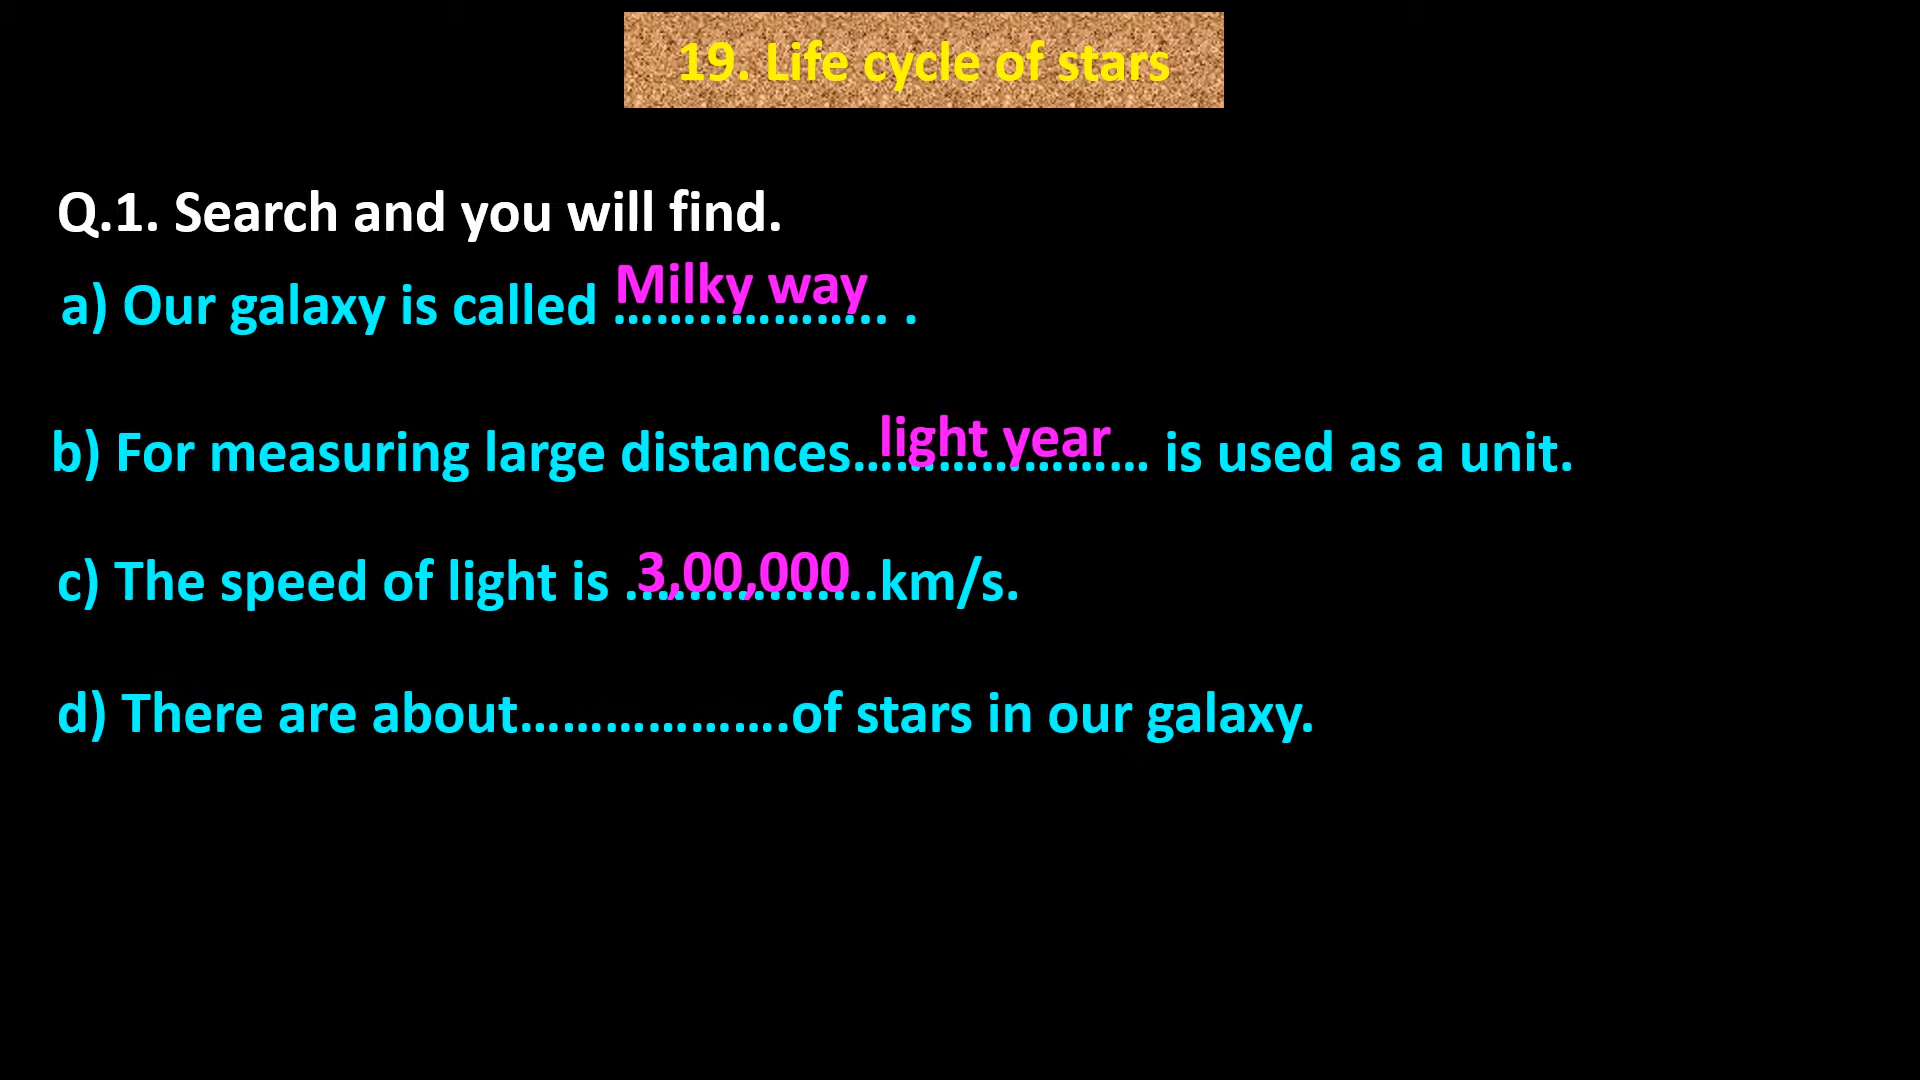 19. Life cycle of stars
Q.1. Search and you will find.
a) Our galaxy is called Milky way .
b) For measuring large distances light year is used as a unit.
c) The speed of light is 3,00,000 km/s.
d) There are about……………….of stars in our galaxy.